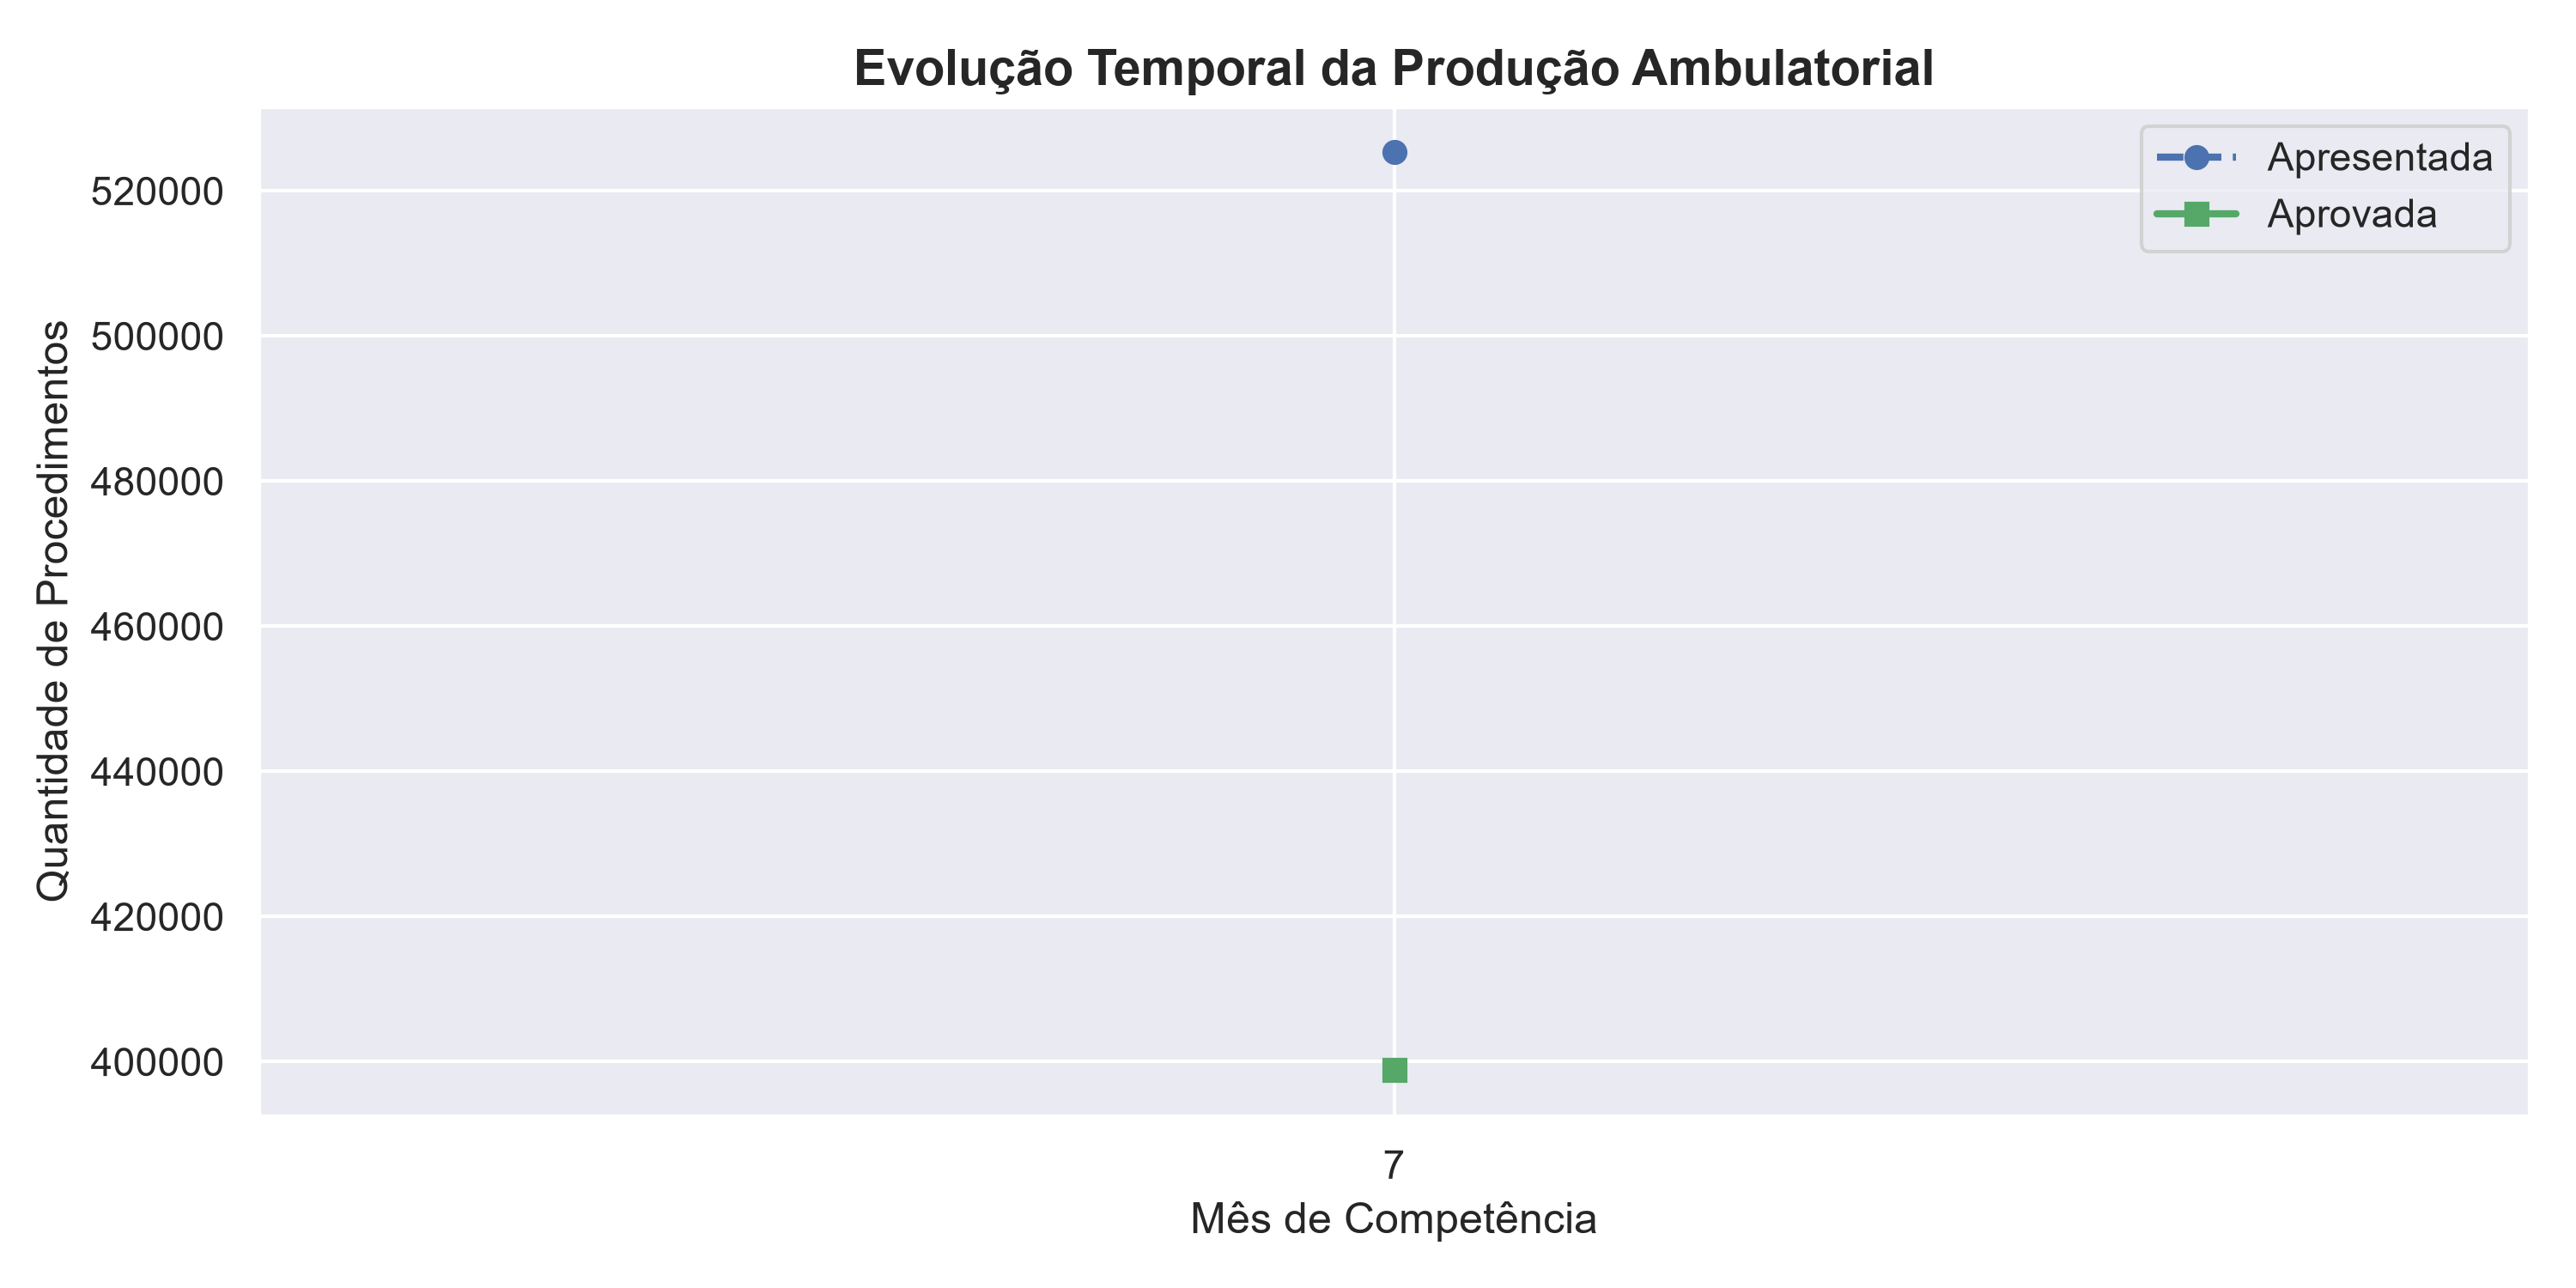 Evolução Temporal da Produção Ambulatorial
Apresentada
Aprovada
Quantidade de Procedimentos
520000
500000
480000
460000
440000
420000
400000
7
Mês de Competência